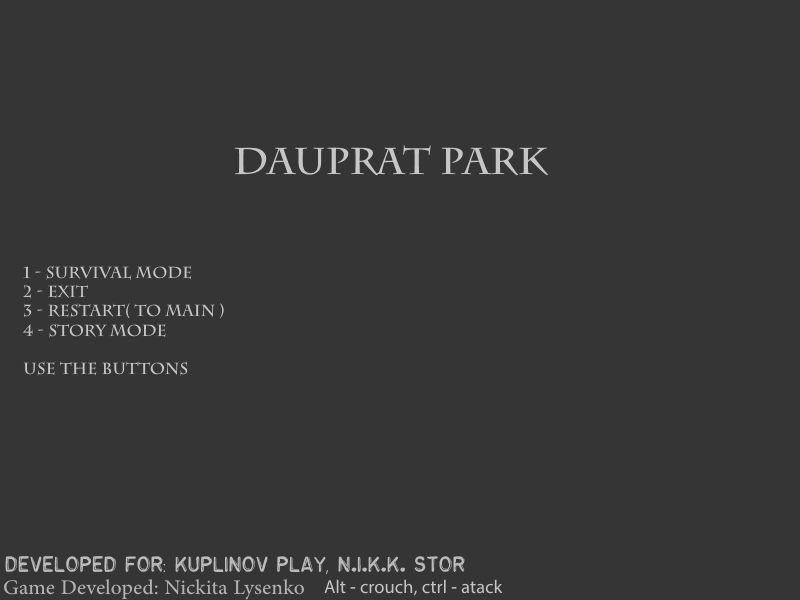 DAUPRAT PARK
1 - SURVIVAL MODE
2 - EXIT
3 - RESTART( TO MAIN )
4 - STORY MODE
USE THE BUTTONS
DEVELOPED FOR: KUPLINOV PLAY, N.I.K.K. STOR
Game Developed: Nickita Lysenko Alt - crouch, ctrl - atack